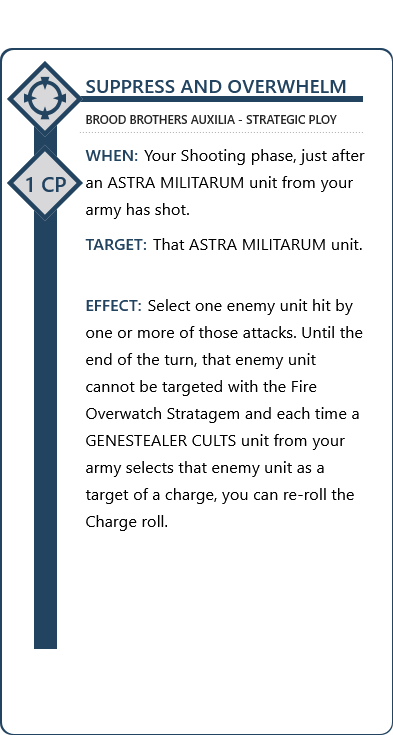 SUPPRESS AND OVERWHELM
BROOD BROTHERS AUXILIA - STRATEGIC PLOY
1 CP
WHEN: Your Shooting phase, just after
an ASTRA MILITARUM unit from your
army has shot.
TARGET: That ASTRA MILITARUM unit.
EFFECT: Select one enemy unit hit by
one or more of those attacks. Until the
end of the turn, that enemy unit
cannot be targeted with the Fire
Overwatch Stratagem and each time a
GENESTEALER CULTS unit from your
army selects that enemy unit as a
target of a charge, you can re-roll the
Charge roll.